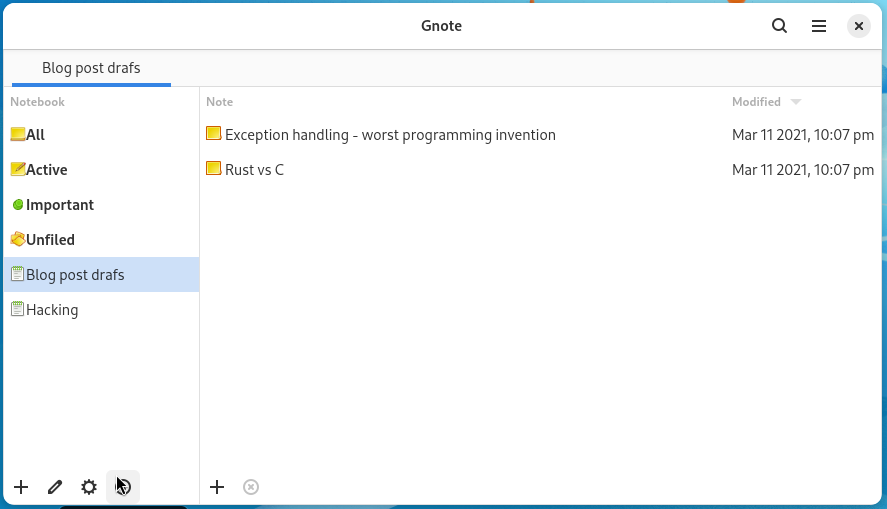 Gnote
Blog post drafs
Notebook
Note
Modified
All
Exception handling - worst programming invention
Mar 11 2021, 10:07 pm
Active
Rust vs C
Mar 11 2021, 10:07 pm
Important
Unfiled
Blog post drafs
Hacking